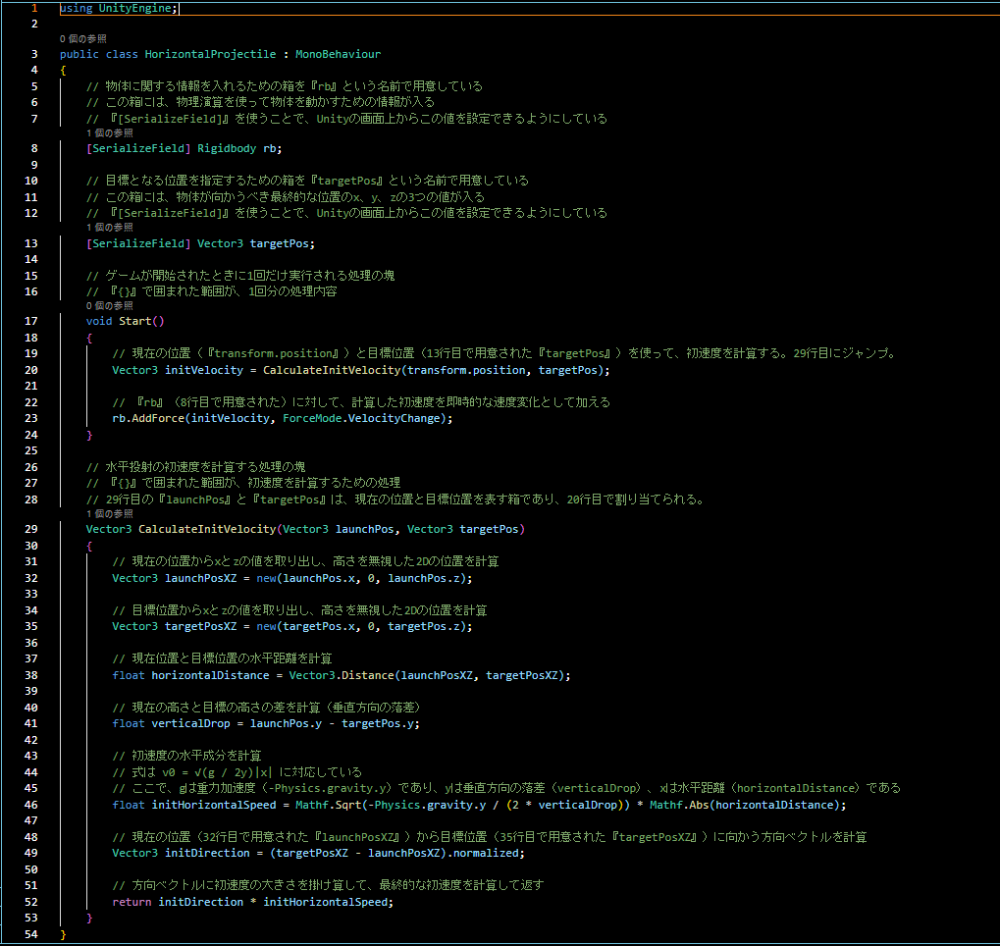 1 using UnityEngine;
2
0 個の参照
3 public class HorizontalProjectile : MonoBehaviour
4 {
5 // 物体に関する情報を入れるための箱を『rb』という名前で用意している
6 // この箱には、物理演算を使って物体を動かすための情報が入る
7 // 『[SerializeField]』を使うことで、Unityの画面上からこの値を設定できるようにしている
1 個の参照
8 [SerializeField] Rigidbody rb;
9
10 // 目標となる位置を指定するための箱を『targetPos』という名前で用意している
11 // この箱には、物体が向かうべき最終的な位置のx、y、zの3つの値が入る
12 // 『[SerializeField]』を使うことで、Unityの画面上からこの値を設定できるようにしている
1 個の参照
13 [SerializeField] Vector3 targetPos;
14
15 // ゲームが開始されたときに1回だけ実行される処理の塊
16 // 『{}』で囲まれた範囲が、1回分の処理内容
0 個の参照
17 void Start()
18 {
19 // 現在の位置（『transform.position』）と目標位置（13行目で用意された『targetPos』）を使って、初速度を計算する。29行目にジャンプ。
20 Vector3 initVelocity = CalculateInitVelocity(transform.position, targetPos);
21
22 // 『rb』（8行目で用意された）に対して、計算した初速度を即時的な速度変化として加える
23 rb.AddForce(initVelocity, ForceMode.VelocityChange);
24 }
25
26 // 水平投射の初速度を計算する処理の塊
27 // 『{}』で囲まれた範囲が、初速度を計算するための処理
28 // 29行目の『launchPos』と『targetPos』は、現在の位置と目標位置を表す箱であり、20行目で割り当てられる。
1 個の参照
29 Vector3 CalculateInitVelocity(Vector3 launchPos, Vector3 targetPos)
30 {
31 // 現在の位置からxとzの値を取り出し、高さを無視した2Dの位置を計算
32 Vector3 launchPosXZ = new(launchPos.x, 0, launchPos.z);
33
34 // 目標位置からxとzの値を取り出し、高さを無視した2Dの位置を計算
35 Vector3 targetPosXZ = new(targetPos.x, 0, targetPos.z);
36
37 // 現在位置と目標位置の水平距離を計算
38 float horizontalDistance = Vector3.Distance(launchPosXZ, targetPosXZ);
39
40 // 現在の高さと目標の高さの差を計算（垂直方向の落差）
41 float verticalDrop = launchPos.y - targetPos.y;
42
43 // 初速度の水平成分を計算
44 // 式は v0 = √(g / 2y)|x| に対応している
45 // ここで、gは重力加速度（-Physics.gravity.y）であり、yは垂直方向の落差（verticalDrop）、xは水平距離（horizontalDistance）である
46 float initHorizontalSpeed = Mathf.Sqrt(-Physics.gravity.y / (2 * verticalDrop)) * Mathf.Abs(horizontalDistance);
47
48 // 現在の位置（32行目で用意された『launchPosXZ』）から目標位置（35行目で用意された『targetPosXZ』）に向かう方向ベクトルを計算
49 Vector3 initDirection = (targetPosXZ - launchPosXZ).normalized;
50
51 // 方向ベクトルに初速度の大きさを掛け算して、最終的な初速度を計算して返す
52 return initDirection * initHorizontalSpeed;
53 }
54 }